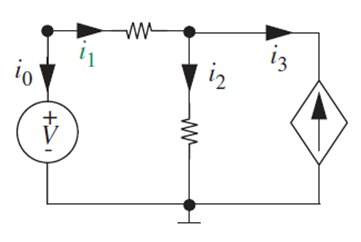 i₁
i₀
i₂
i₃
+
V
-